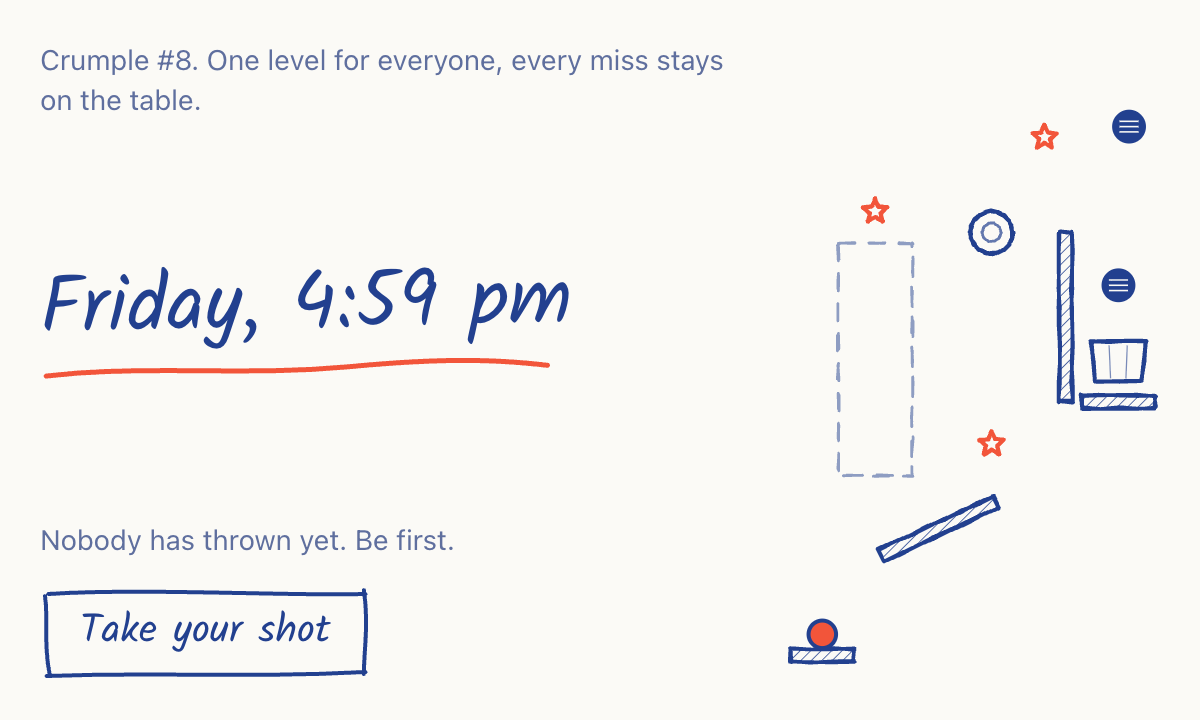 Crumple #8. One level for everyone, every miss stays
on the table.
Friday, 4:59 pm
Nobody has thrown yet. Be first.
Take your shot